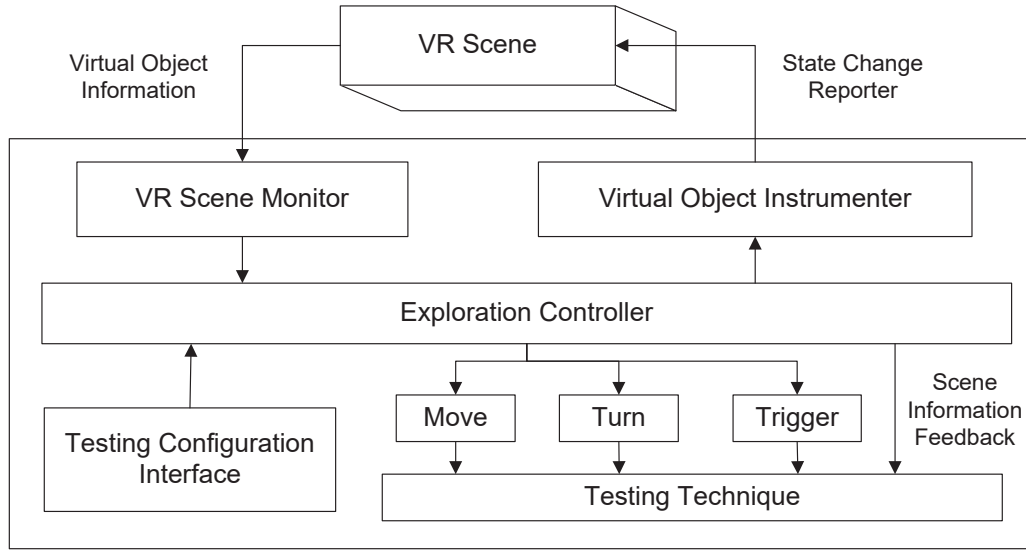 VR Scene
Virtual Object
Information
State Change
Reporter
VR Scene Monitor
Virtual Object Instrumenter
Exploration Controller
Move
Turn
Trigger
Scene
Information
Feedback
Testing Configuration
Interface
Testing Technique